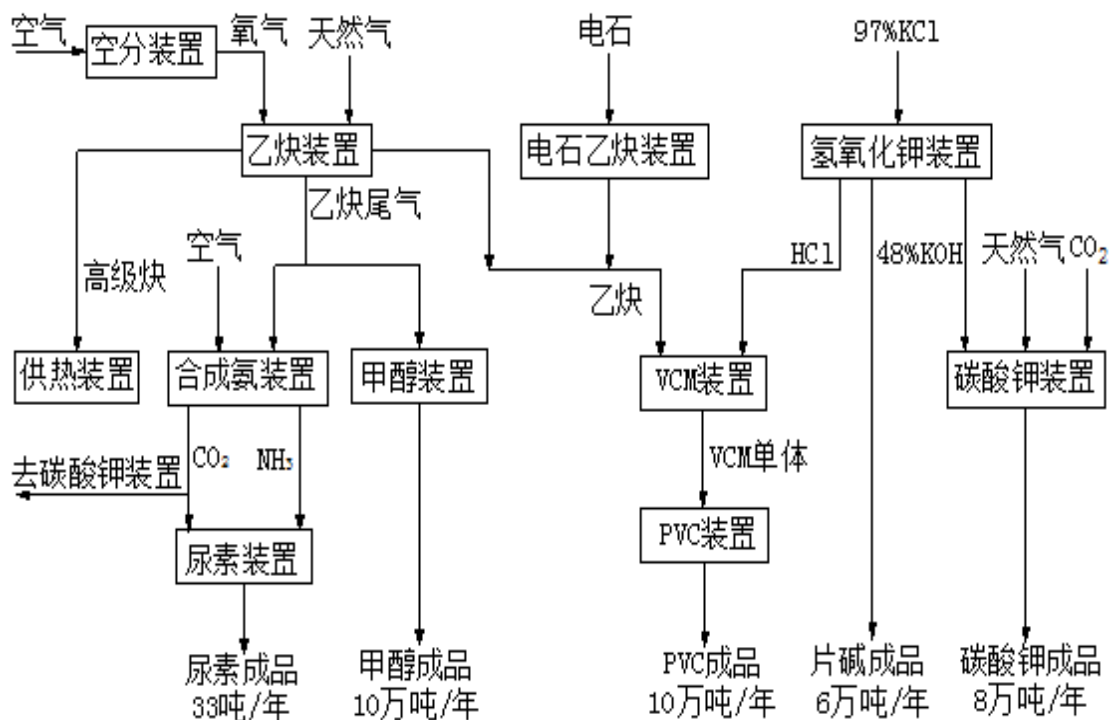 空气
氧气
天然气
电石
97%KCl
空分装置
乙炔装置
电石乙炔装置
氢氧化钾装置
乙炔尾气
空气
高级炔
乙炔
HCl
48%KOH
天然气
CO₂
供热装置
合成氨装置
甲醇装置
VCM装置
碳酸钾装置
去碳酸钾装置
CO₂
NH₃
VCM单体
尿素装置
PVC装置
尿素成品
33吨/年
甲醇成品
10万吨/年
PVC成品
10万吨/年
片碱成品
6万吨/年
碳酸钾成品
8万吨/年